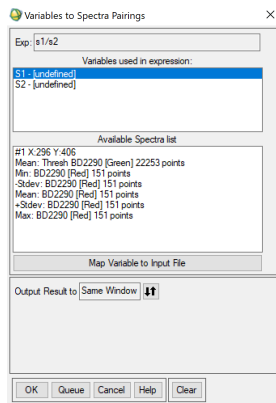 Variables to Spectra Pairings
Exp: s1/s2
Variables used in expression:
S1 - [undefined]
S2 - [undefined]
Available Spectra list
#1 X:296 Y:406
Mean: Thresh BD2290 [Green] 22253 points
Min: BD2290 [Red] 151 points
-Stdev: BD2290 [Red] 151 points
Mean: BD2290 [Red] 151 points
+Stdev: BD2290 [Red] 151 points
Max: BD2290 [Red] 151 points
Map Variable to Input File
Output Result to Same Window
OK Queue Cancel Help Clear